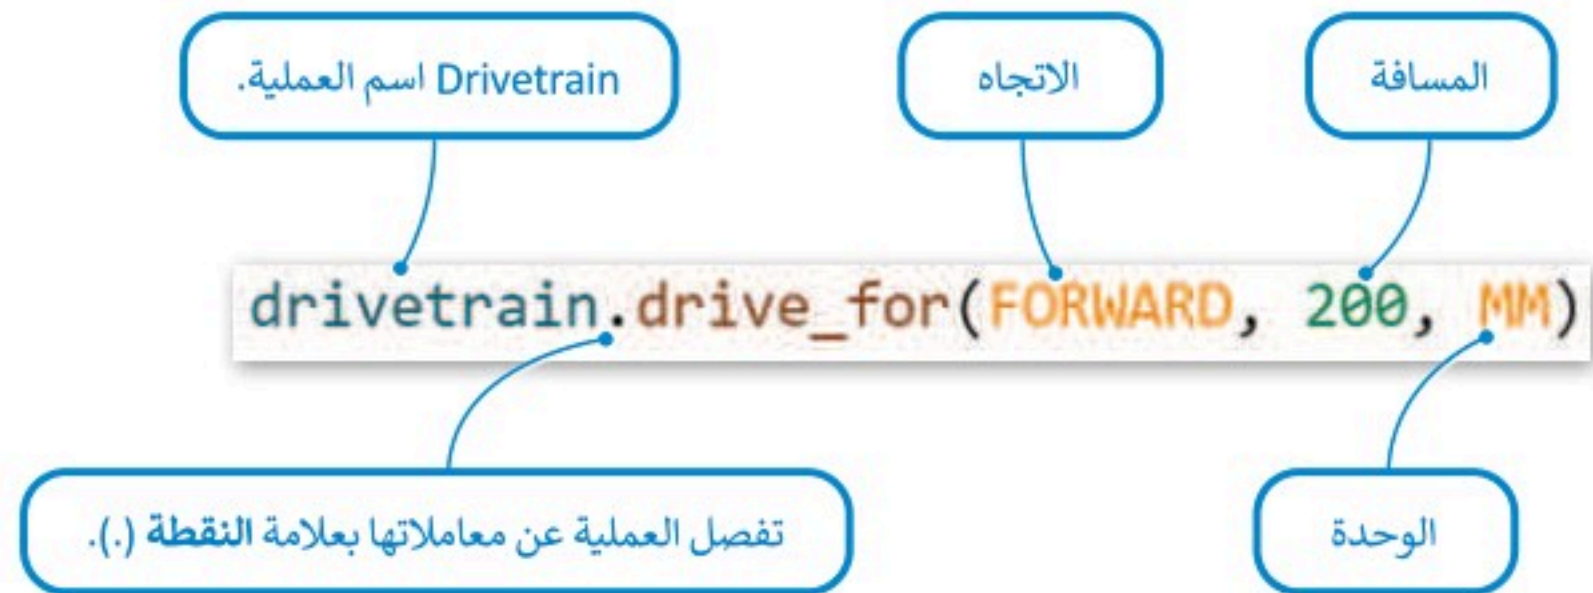 Drivetrain اسم العملية.
الاتجاه
المسافة
drivetrain.drive_for(FORWARD, 200, MM)
تفصل العملية عن معاملاتها بعلامة النقطة (.).
الوحدة